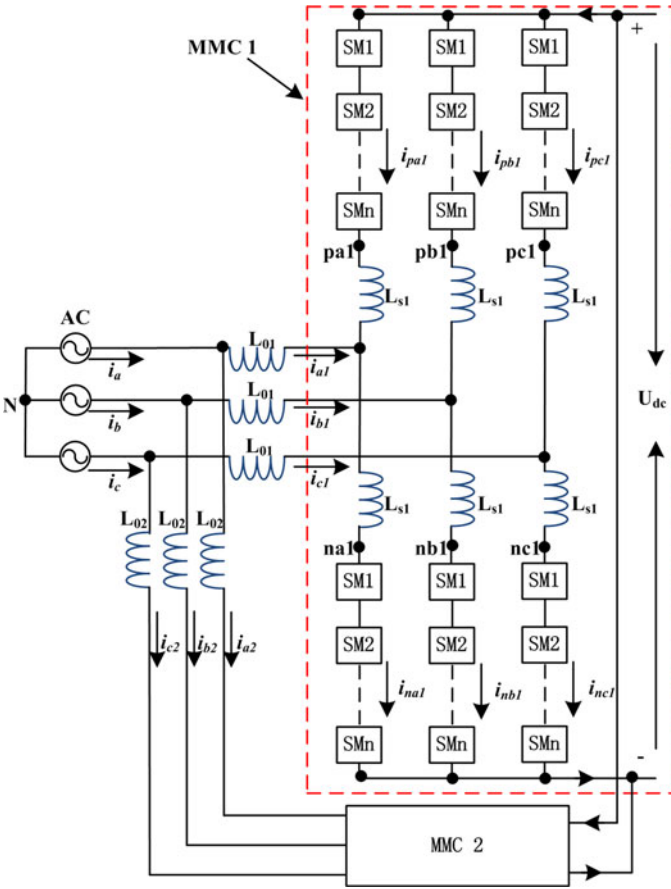 MMC 1
SM1 SM1 SM1
+
SM2 SM2 SM2
ipa1 ipb1 ipc1
SMn SMn SMn
pa1 pb1 pc1
Ls1 Ls1 Ls1
AC
L01
ia ia1
N
L01
Udc
ib ib1
L01
ic ic1
Ls1 Ls1 Ls1
L02 L02 L02
na1 nb1 nc1
SM1 SM1 SM1
SM2 SM2 SM2
ic2 ib2 ia2
ina1 inb1 inc1
SMn SMn SMn
-
MMC 2